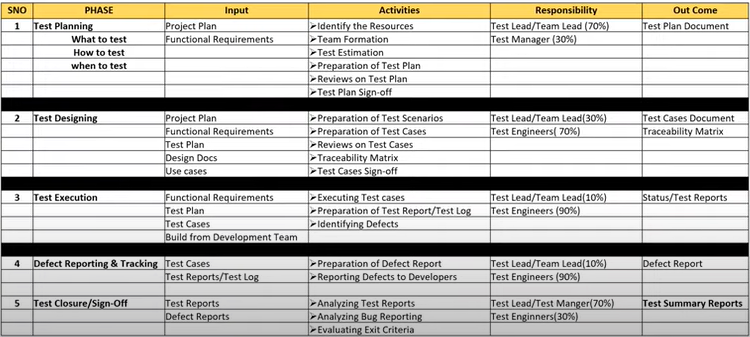 SNO PHASE Input Activities Responsibility Out Come
1 Test Planning Project Plan ➢Identify the Resources Test Lead/Team Lead (70%) Test Plan Document
What to test Functional Requirements ➢Team Formation Test Manager (30%)
How to test ➢Test Estimation
when to test ➢Preparation of Test Plan
➢Reviews on Test Plan
➢Test Plan Sign-off
2 Test Designing Project Plan ➢Preparation of Test Scenarios Test Lead/Team Lead(30%) Test Cases Document
Functional Requirements ➢Preparation of Test Cases Test Engineers( 70%) Traceability Matrix
Test Plan ➢Reviews on Test Cases
Design Docs ➢Traceability Matrix
Use cases ➢Test Cases Sign-off
3 Test Execution Functional Requirements ➢Executing Test cases Test Lead/Team Lead(10%) Status/Test Reports
Test Plan ➢Preparation of Test Report/Test Log Test Engineers (90%)
Test Cases ➢Identifying Defects
Build from Development Team
4 Defect Reporting & Tracking Test Cases ➢Preparation of Defect Report Test Lead/Team Lead(10%) Defect Report
Test Reports/Test Log ➢Reporting Defects to Developers Test Engineers (90%)
5 Test Closure/Sign-Off Test Reports ➢Analyzing Test Reports Test Lead/Test Manger(70%) Test Summary Reports
Defect Reports ➢Analyzing Bug Reporting Test Enginners(30%)
➢Evaluating Exit Criteria